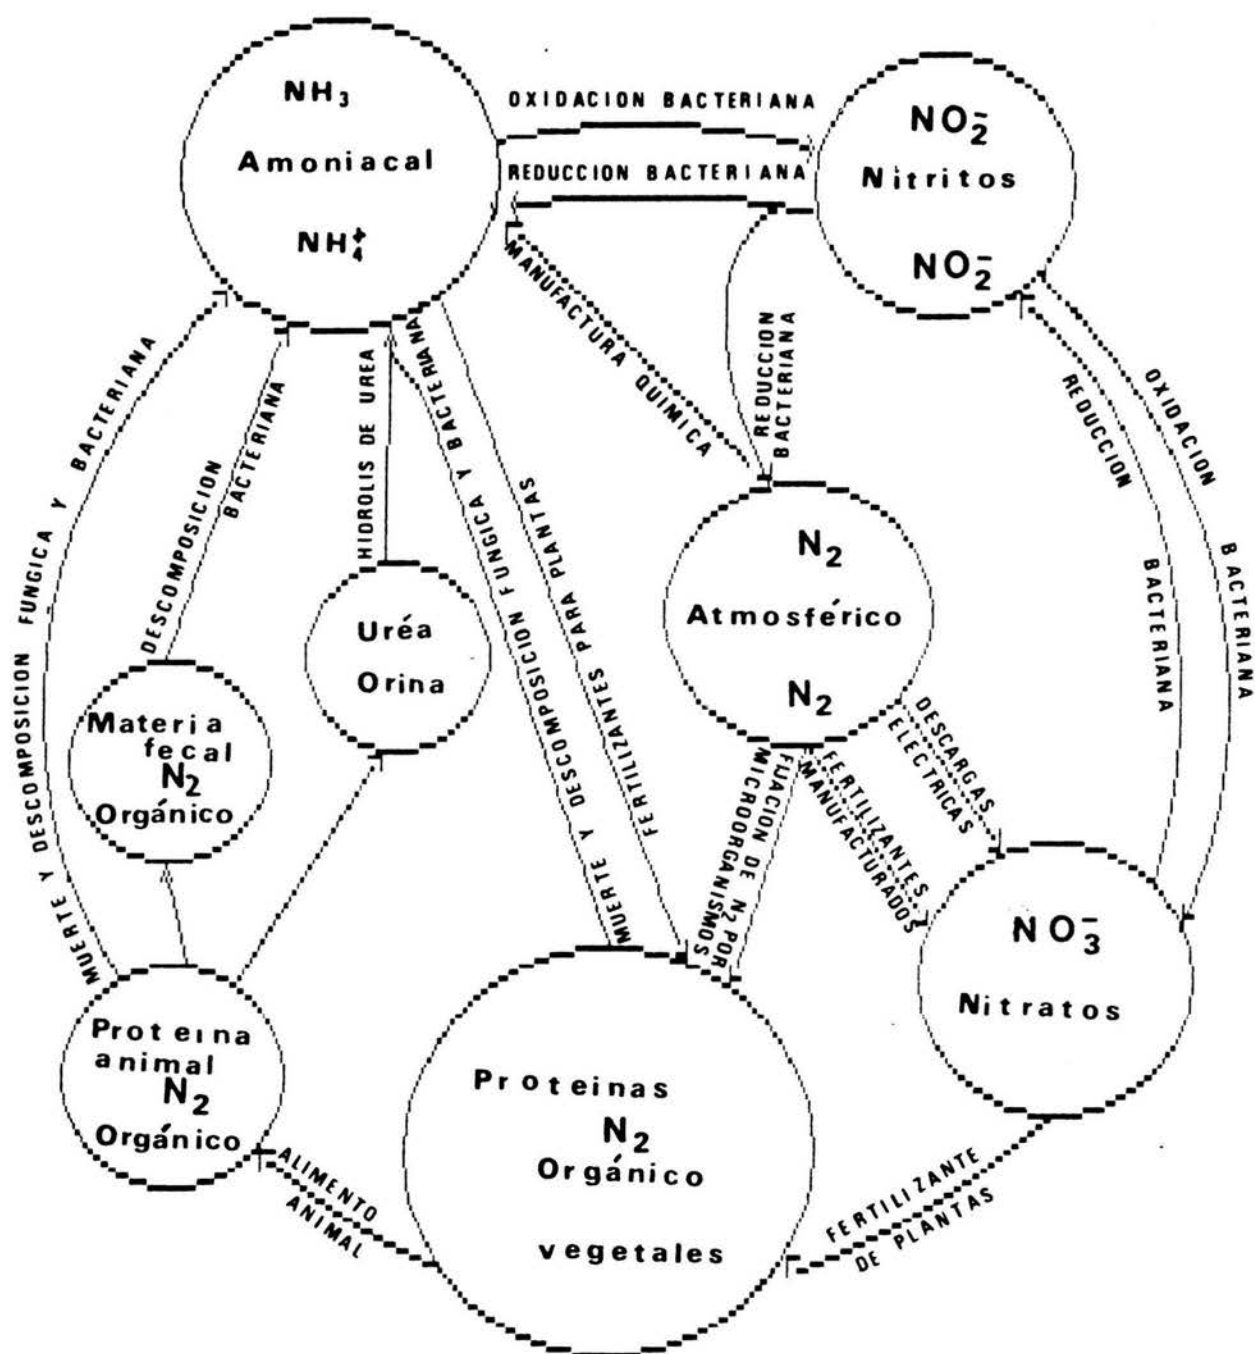 NH₃
Amoniacal
NH₄⁺
OXIDACION BACTERIANA
REDUCCION BACTERIANA
NO₂⁻
Nitritos
NO₂⁻
MANUFACTURA QUIMICA
REDUCCION
BACTERIANA
REDUCCION BACTERIANA
OXIDACION BACTERIANA
MUERTE Y DESCOMPOSICION FUNGICA Y BACTERIANA
DESCOMPOSICION
BACTERIANA
HIDROLIS DE UREA
MUERTE Y DESCOMPOSICION FUNGICA Y BACTERIANA
FERTILIZANTES PARA PLANTAS
N₂
Atmosférico
N₂
Uréa
Orina
Materia
fecal
N₂
Orgánico
DESCARGAS
ELECTRICAS
FERTILIZANTES
MANUFACTURADOS
FIJACION DE N₂ POR
MICROORGANISMOS
NO₃⁻
Nitratos
Proteina
animal
N₂
Orgánico
Proteinas
N₂
Orgánico
vegetales
ALIMENTO
ANIMAL
FERTILIZANTE
DE PLANTAS